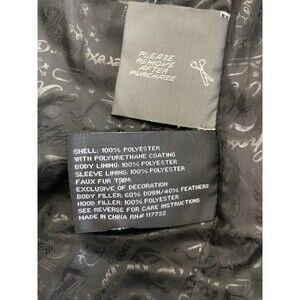 PLEASE
REMOVE
AFTER
PURCHASE
SHELL: 100% POLYESTER
WITH POLYURETHANE COATING
BODY LINING: 100% POLYESTER
SLEEVE LINING: 100% POLYESTER
FAUX FUR TRIM:
EXCLUSIVE OF DECORATION
BODY FILLER: 60% DOWN/40% FEATHERS
HOOD FILLER: 100% POLYESTER
SEE REVERSE FOR CARE INSTRUCTIONS
MADE IN CHINA RN# 117752